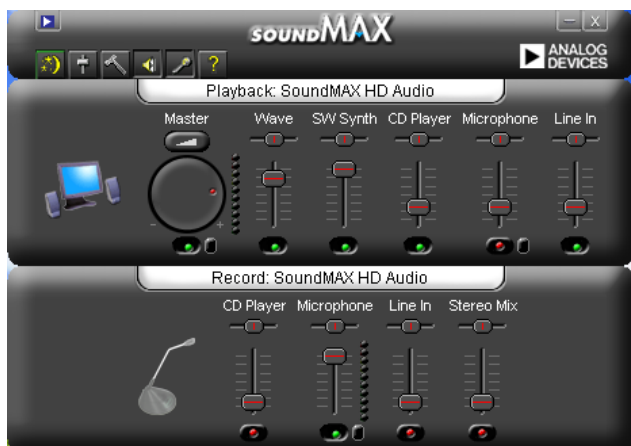 soundMAX
?
ANALOG
DEVICES
Playback: SoundMAX HD Audio
Master Wave SW Synth CD Player Microphone Line In
- +
Record: SoundMAX HD Audio
CD Player Microphone Line In Stereo Mix